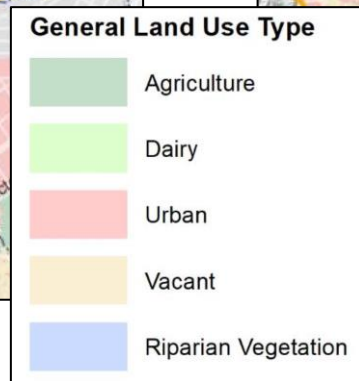 General Land Use Type
Agriculture
Dairy
Urban
Vacant
Riparian Vegetation